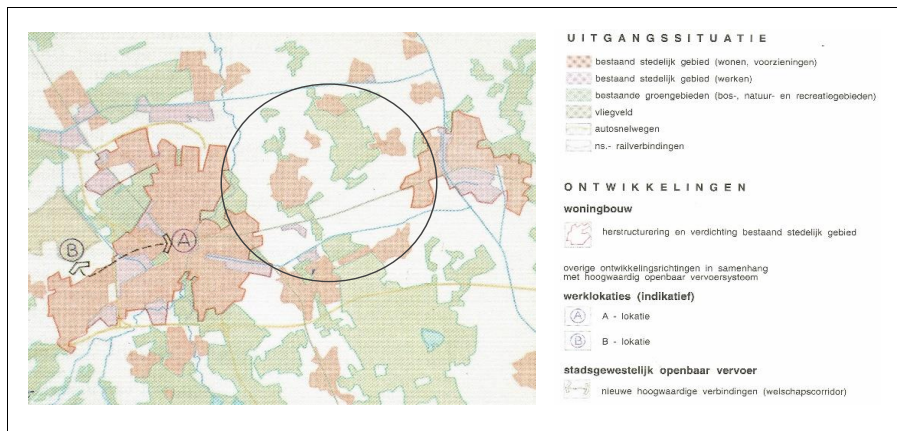 UITGANGSSITUATIE
bestaand stedelijk gebied (wonen, voorzieningen)
bestaand stedelijk gebied (werken)
bestaande groengebieden (bos-, natuur- en recreatiegebieden)
vliegveld
autosnelwegen
ns.- railverbindingen
ONTWIKKELINGEN
woningbouw
herstructurering en verdichting bestaand stedelijk gebied
overige ontwikkelingsrichtingen in samenhang
met hoogwaardig openbaar vervoersysteem
werklokaties (indikatief)
A - lokatie
B - lokatie
stadsgewestelijk openbaar vervoer
nieuwe hoogwaardige verbindingen (welschapscorridor)
A
B
A
B